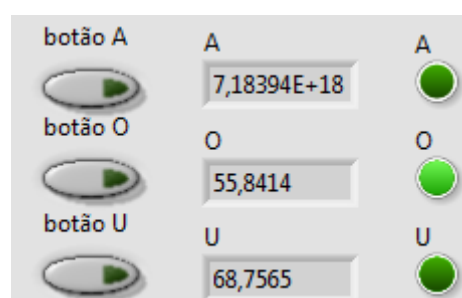 botão A A A
7,18394E+18
botão O O O
55,8414
botão U U U
68,7565